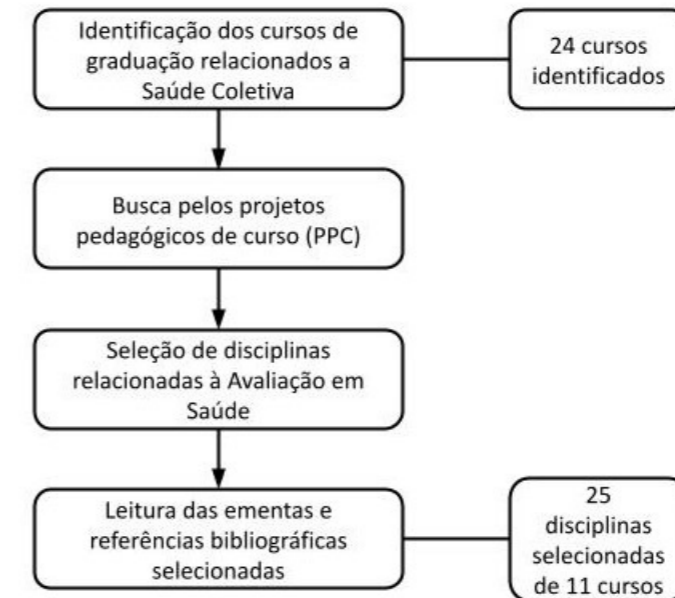 Identificação dos cursos de
graduação relacionados a
Saúde Coletiva
24 cursos
identificados
Busca pelos projetos
pedagógicos de curso (PPC)
Seleção de disciplinas
relacionadas à Avaliação em
Saúde
Leitura das ementas e
referências bibliográficas
selecionadas
25
disciplinas
selecionadas
de 11 cursos